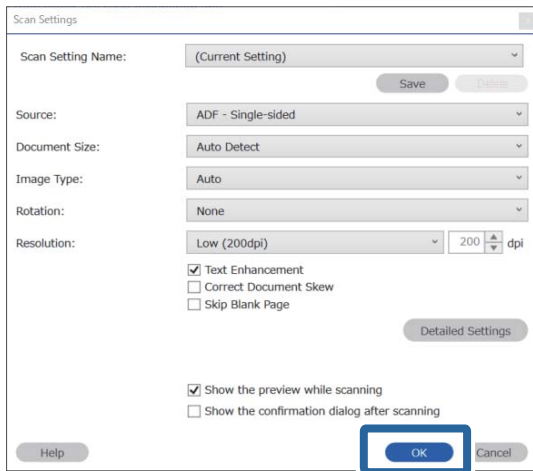 Scan Settings
Scan Setting Name: (Current Setting)
Save Delete
Source: ADF - Single-sided
Document Size: Auto Detect
Image Type: Auto
Rotation: None
Resolution: Low (200dpi) 200 dpi
Text Enhancement
Correct Document Skew
Skip Blank Page
Detailed Settings
Show the preview while scanning
Show the confirmation dialog after scanning
Help OK Cancel